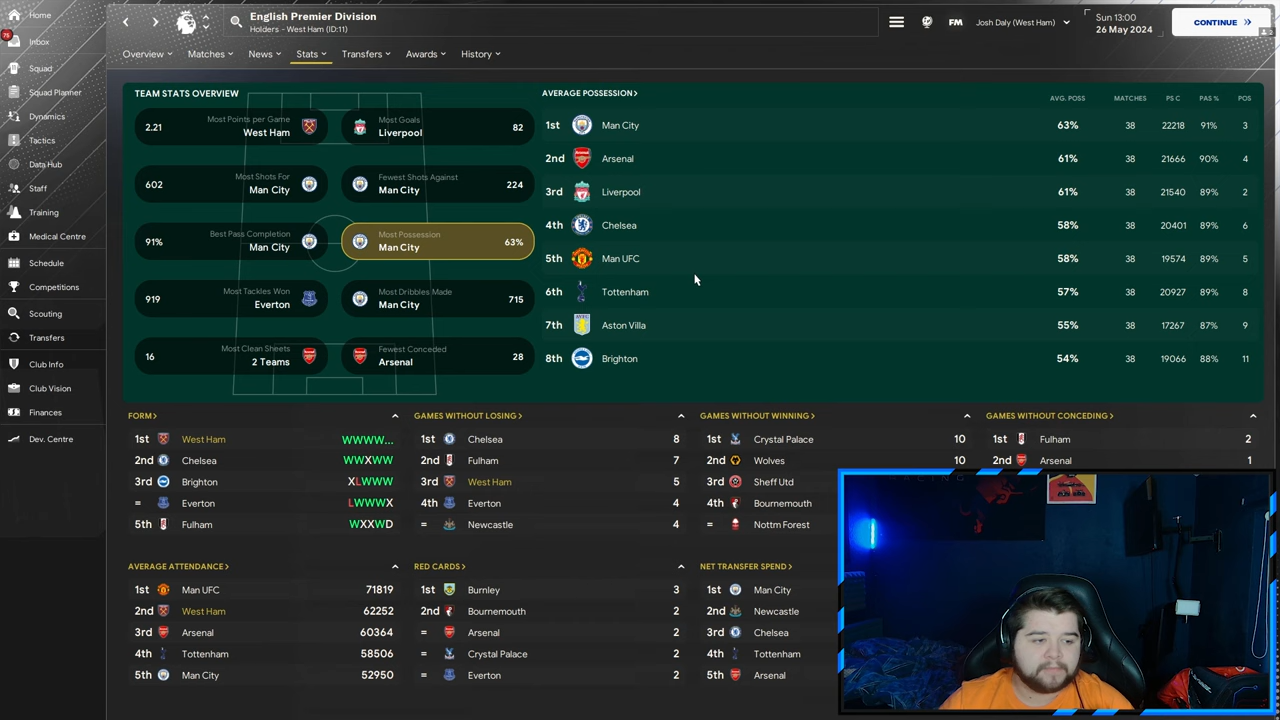 Home
English Premier Division
Holders - West Ham (ID:11)
FM
Josh Daly (West Ham)
Sun 13:00
26 May 2024
CONTINUE
2
75
Inbox
Overview
Matches
News
Stats
Transfers
Awards
History
Squad
Squad Planner
Dynamics
Tactics
Data Hub
Staff
Training
Medical Centre
Schedule
Competitions
Scouting
Transfers
Club Info
Club Vision
Finances
Dev. Centre
TEAM STATS OVERVIEW
2.21 Most Points per Game West Ham
Most Goals Liverpool 82
602 Most Shots For Man City
Fewest Shots Against Man City 224
91% Best Pass Completion Man City
Most Possession Man City 63%
919 Most Tackles Won Everton
Most Dribbles Made Man City 715
16 Most Clean Sheets 2 Teams
Fewest Conceded Arsenal 28
AVERAGE POSSESSION>
AVG. POSS MATCHES PS C PAS % POS
1st Man City 63% 38 22218 91% 3
2nd Arsenal 61% 38 21666 90% 4
3rd Liverpool 61% 38 21540 89% 2
4th Chelsea 58% 38 20401 89% 6
5th Man UFC 58% 38 19574 89% 5
6th Tottenham 57% 38 20927 89% 8
7th Aston Villa 55% 38 17267 87% 9
8th Brighton 54% 38 19066 88% 11
FORM>
1st West Ham WWWW...
2nd Chelsea WWXWW
3rd Brighton XLWWW
= Everton LWWWX
5th Fulham WXXWD
GAMES WITHOUT LOSING>
1st Chelsea 8
2nd Fulham 7
3rd West Ham 5
4th Everton 4
= Newcastle 4
GAMES WITHOUT WINNING>
1st Crystal Palace 10
2nd Wolves 10
3rd Sheff Utd
4th Bournemouth
= Nottm Forest
GAMES WITHOUT CONCEDING>
1st Fulham 2
2nd Arsenal 1
AVERAGE ATTENDANCE>
1st Man UFC 71819
2nd West Ham 62252
3rd Arsenal 60364
4th Tottenham 58506
5th Man City 52950
RED CARDS>
1st Burnley 3
2nd Bournemouth 2
= Arsenal 2
= Crystal Palace 2
= Everton 2
NET TRANSFER SPEND>
1st Man City
2nd Newcastle
3rd Chelsea
4th Tottenham
5th Arsenal
RACING